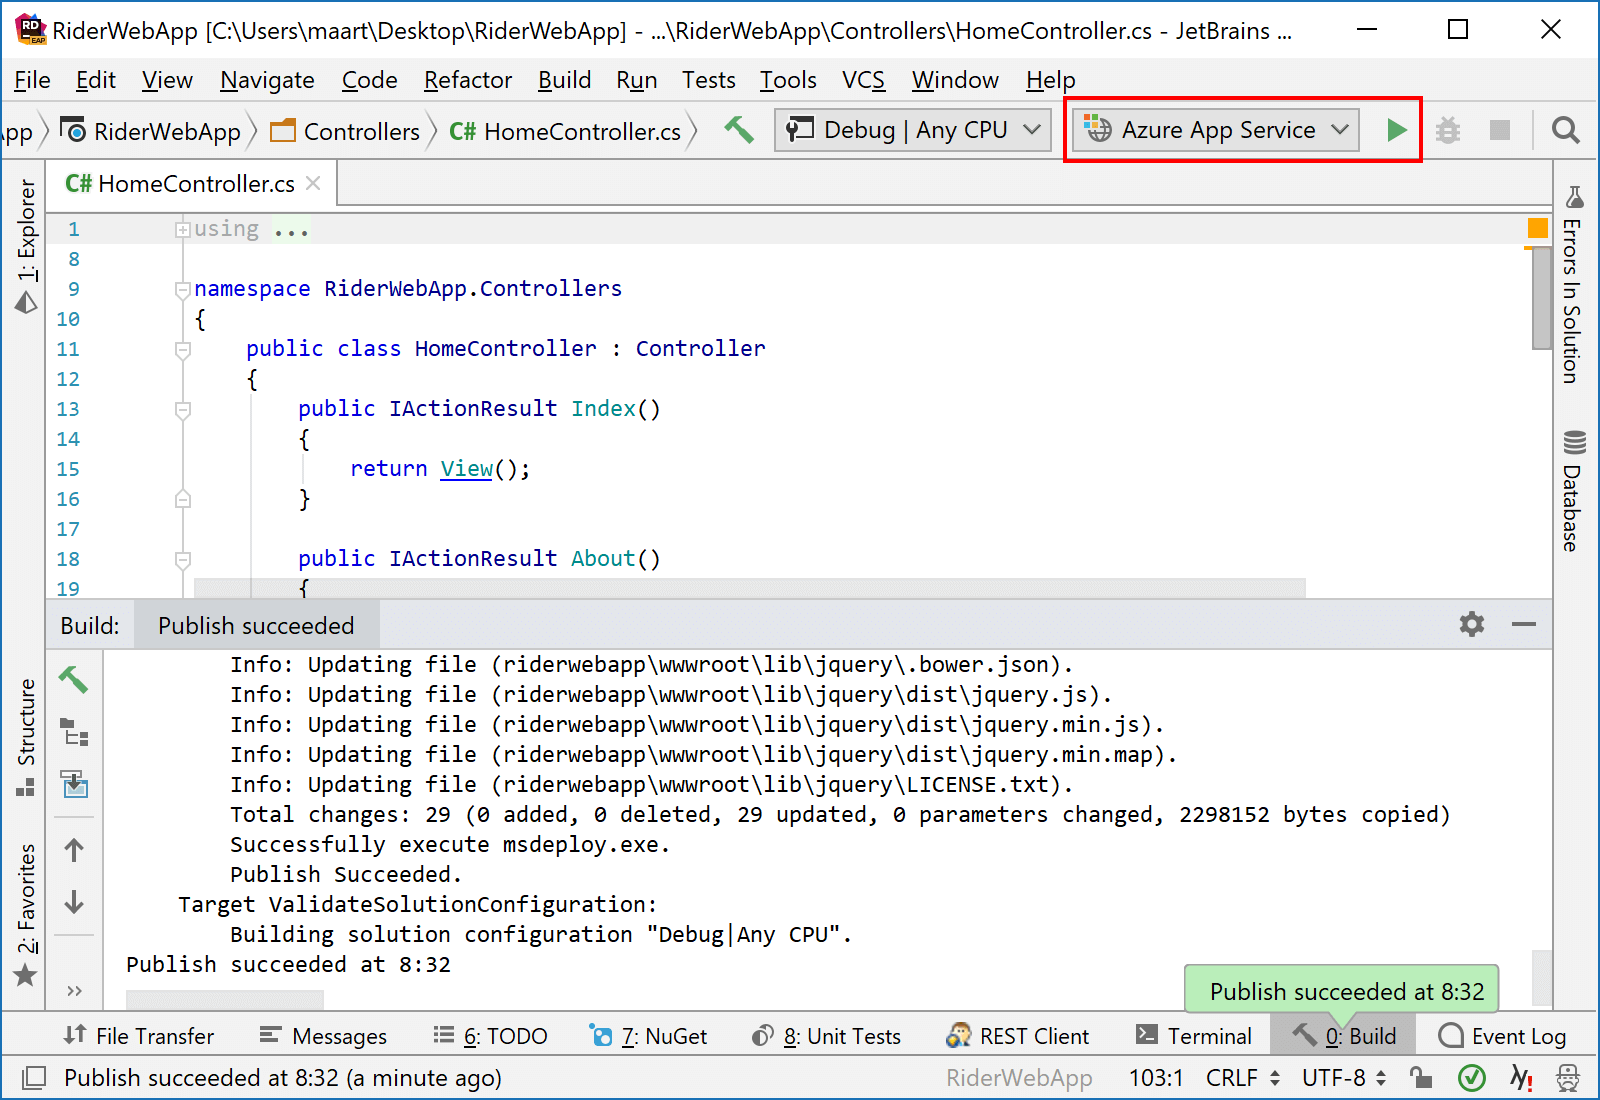 RiderWebApp [C:\Users\maart\Desktop\RiderWebApp] - ...\RiderWebApp\Controllers\HomeController.cs - JetBrains ...
File Edit View Navigate Code Refactor Build Run Tests Tools VCS Window Help
pp RiderWebApp Controllers C# HomeController.cs Debug | Any CPU Azure App Service
C# HomeController.cs
1: Explorer
Structure
2: Favorites
1 using ...
8
9 namespace RiderWebApp.Controllers
10 {
11 public class HomeController : Controller
12 {
13 public IActionResult Index()
14 {
15 return View();
16 }
17
18 public IActionResult About()
19 {
Errors In Solution
Database
Build: Publish succeeded
Info: Updating file (riderwebapp\wwwroot\lib\jquery\.bower.json).
Info: Updating file (riderwebapp\wwwroot\lib\jquery\dist\jquery.js).
Info: Updating file (riderwebapp\wwwroot\lib\jquery\dist\jquery.min.js).
Info: Updating file (riderwebapp\wwwroot\lib\jquery\dist\jquery.min.map).
Info: Updating file (riderwebapp\wwwroot\lib\jquery\LICENSE.txt).
Total changes: 29 (0 added, 0 deleted, 29 updated, 0 parameters changed, 2298152 bytes copied)
Successfully execute msdeploy.exe.
Publish Succeeded.
Target ValidateSolutionConfiguration:
Building solution configuration "Debug|Any CPU".
Publish succeeded at 8:32
Publish succeeded at 8:32
File Transfer Messages 6: TODO 7: NuGet 8: Unit Tests REST Client Terminal 0: Build Event Log
Publish succeeded at 8:32 (a minute ago) RiderWebApp 103:1 CRLF UTF-8